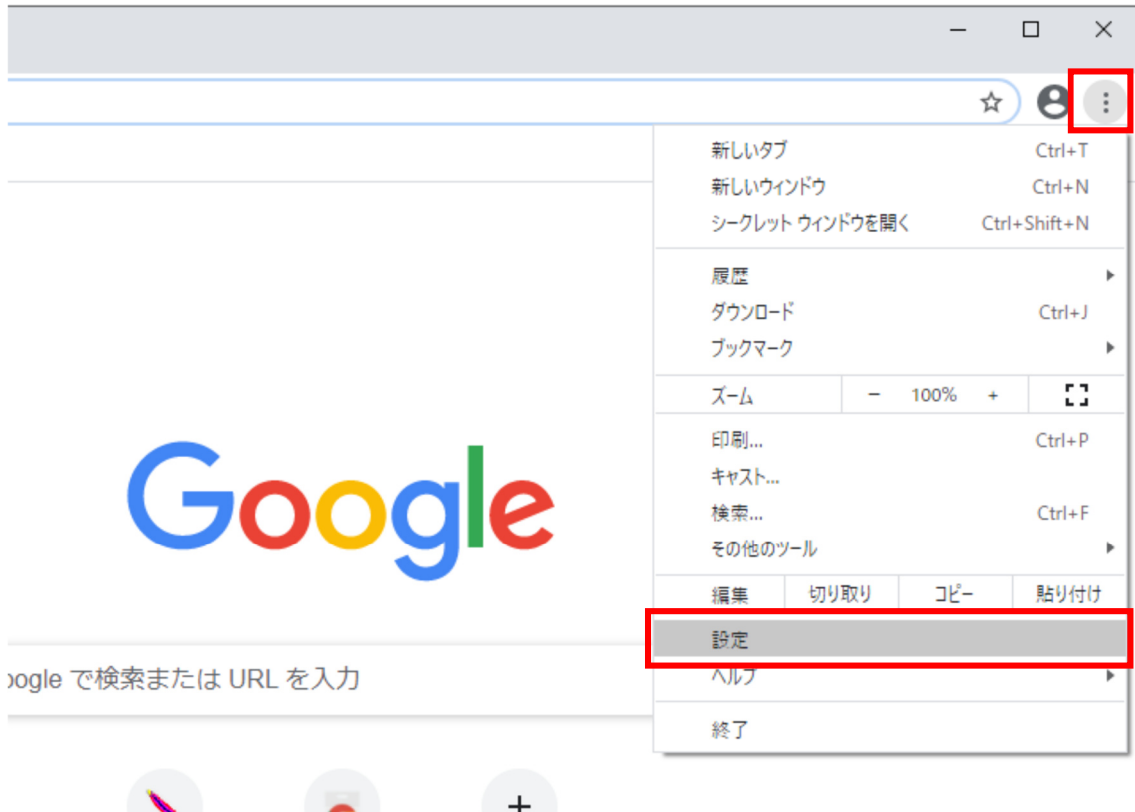 新しいタブ Ctrl+T
新しいウィンドウ Ctrl+N
シークレット ウィンドウを開く Ctrl+Shift+N
履歴
ダウンロード Ctrl+J
ブックマーク
ズーム − 100% +
印刷... Ctrl+P
キャスト...
検索... Ctrl+F
その他のツール
編集 切り取り コピー 貼り付け
設定
ヘルプ
終了
Google
oogle で検索または URL を入力